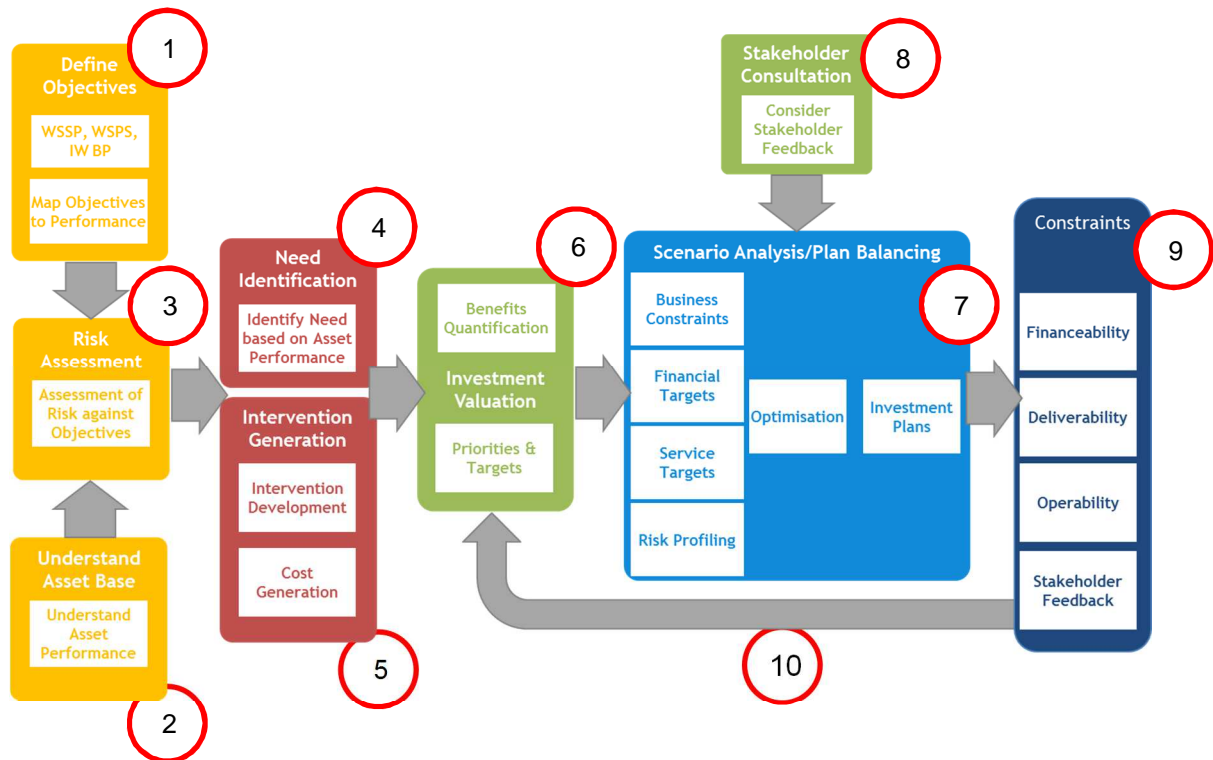 1
Define
Objectives
WSSP, WSPS,
IW BP
Map Objectives
to Performance
3
Risk
Assessment
Assessment of
Risk against
Objectives
Understand
Asset Base
Understand
Asset
Performance
2
4
Need
Identification
Identify Need
based on Asset
Performance
Intervention
Generation
Intervention
Development
Cost
Generation
5
6
Benefits
Quantification
Investment
Valuation
Priorities &
Targets
8
Stakeholder
Consultation
Consider
Stakeholder
Feedback
Scenario Analysis/Plan Balancing
7
Business
Constraints
Financial
Targets
Service
Targets
Risk Profiling
Optimisation
Investment
Plans
Constraints
9
Financeability
Deliverability
Operability
Stakeholder
Feedback
10